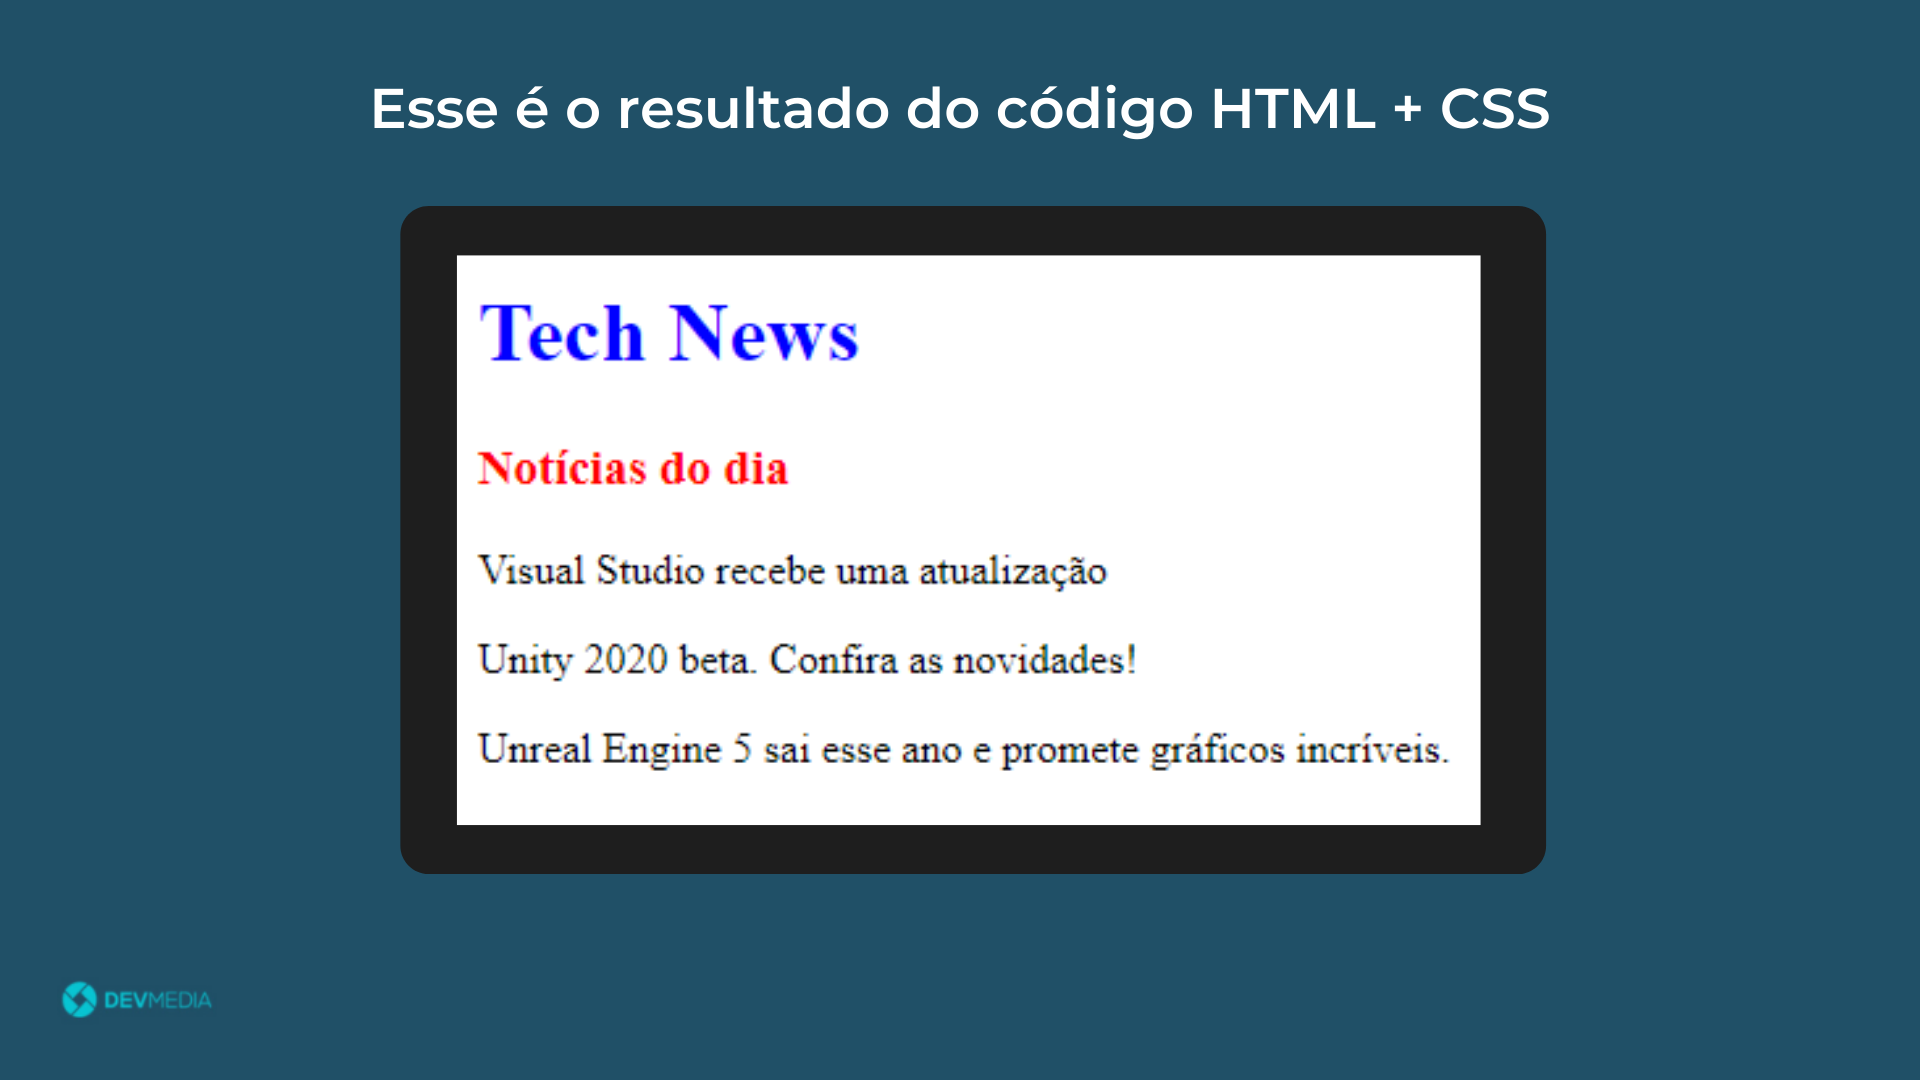 Esse é o resultado do código HTML + CSS
Tech News
Notícias do dia
Visual Studio recebe uma atualização
Unity 2020 beta. Confira as novidades!
Unreal Engine 5 sai esse ano e promete gráficos incríveis.
DEVMEDIA